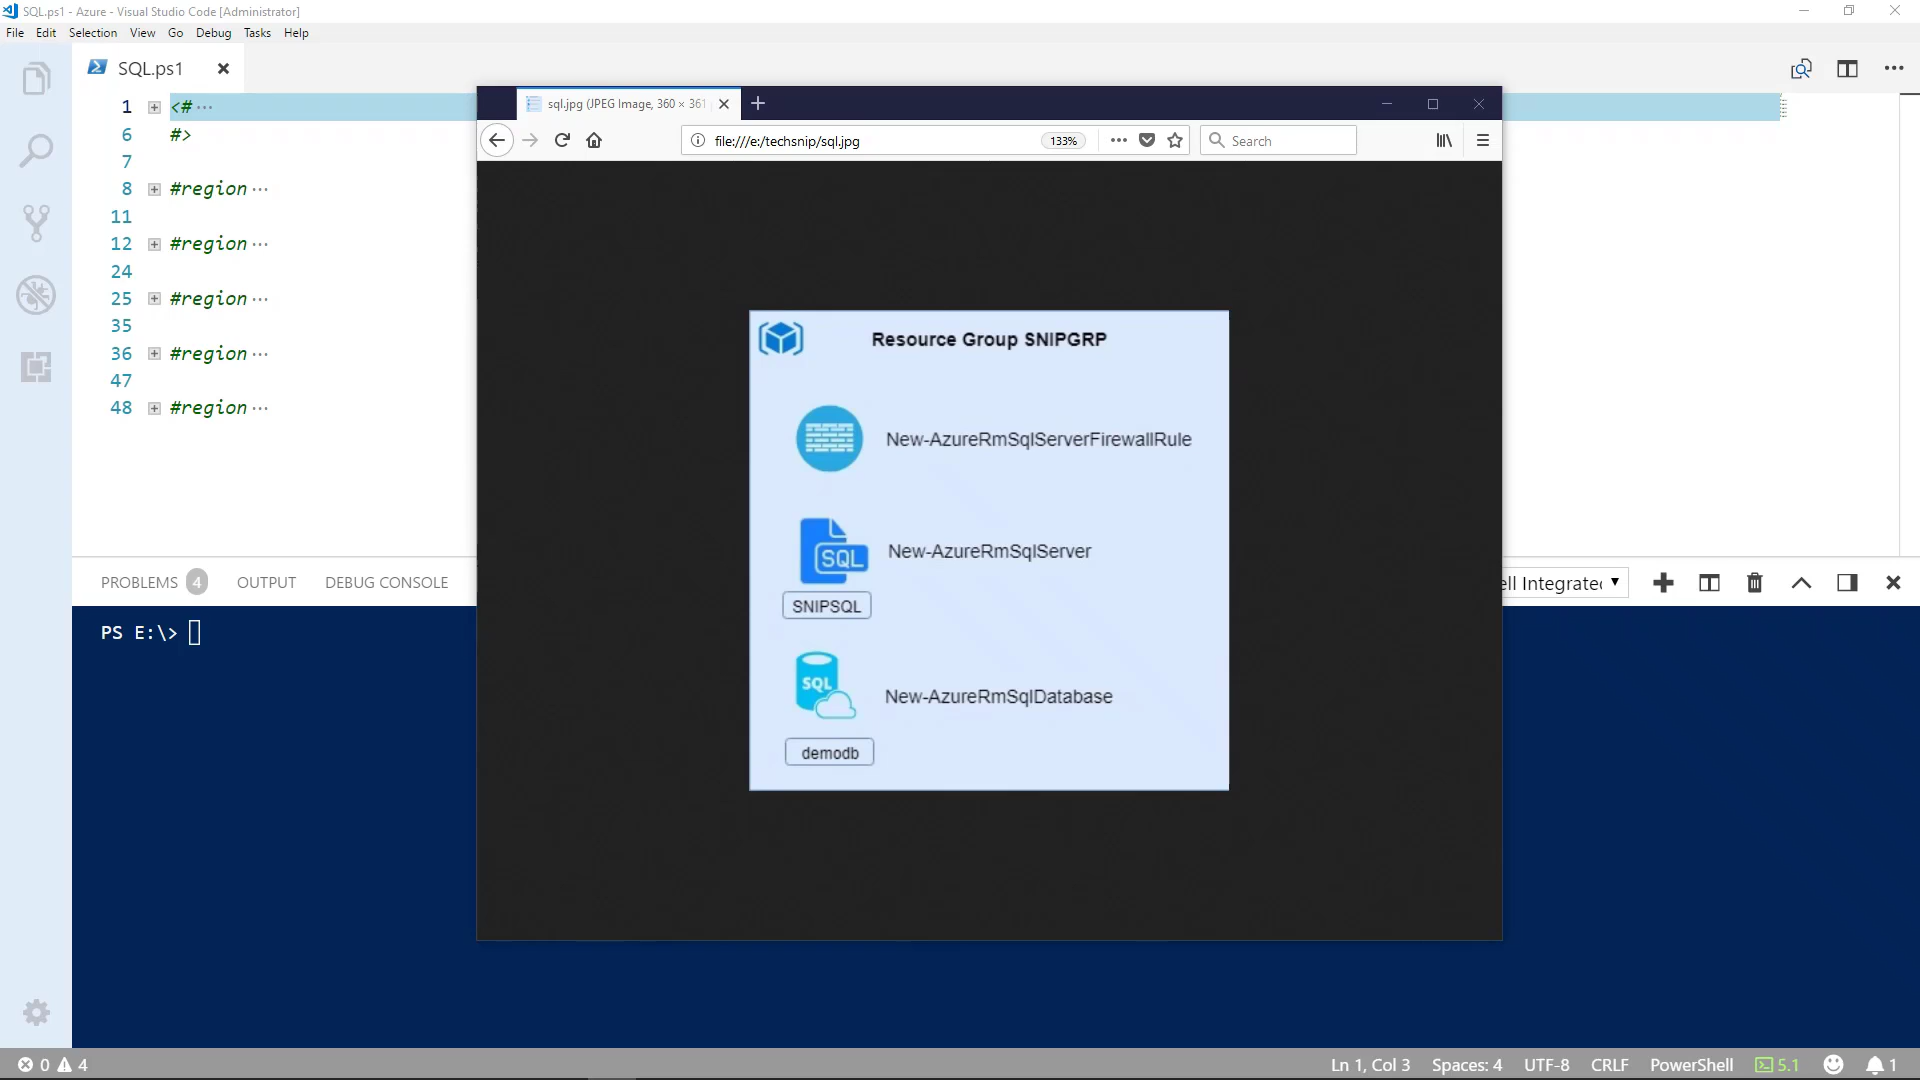 SQL.ps1 - Azure - Visual Studio Code [Administrator]
File Edit Selection View Go Debug Tasks Help
SQL.ps1
1 <# ···
6 #>
7
8 #region ···
11
12 #region ···
24
25 #region ···
35
36 #region ···
47
48 #region ···
sql.jpg (JPEG Image, 360 × 361
file:///e:/techsnip/sql.jpg 133% Search
Resource Group SNIPGRP
New-AzureRmSqlServerFirewallRule
SQL New-AzureRmSqlServer
SNIPSQL
SQL New-AzureRmSqlDatabase
demodb
PROBLEMS 4 OUTPUT DEBUG CONSOLE
ell Integrated
PS E:\>
0 4 Ln 1, Col 3 Spaces: 4 UTF-8 CRLF PowerShell 5.1 1